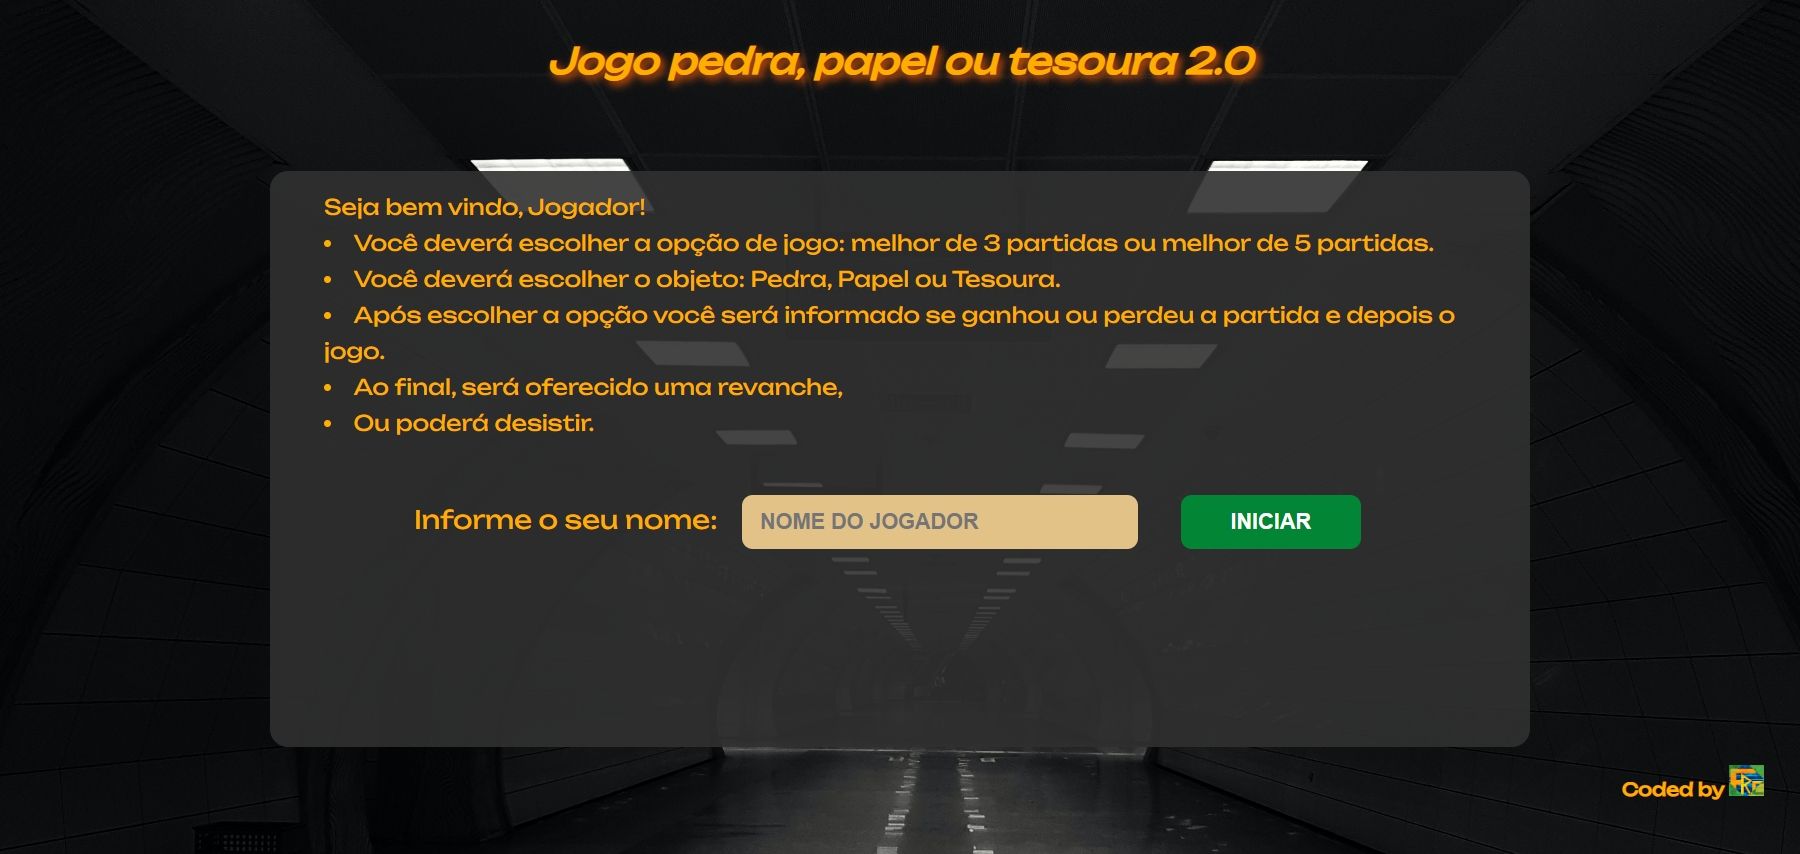 Jogo pedra, papel ou tesoura 2.0
Seja bem vindo, Jogador!
• Você deverá escolher a opção de jogo: melhor de 3 partidas ou melhor de 5 partidas.
• Você deverá escolher o objeto: Pedra, Papel ou Tesoura.
• Após escolher a opção você será informado se ganhou ou perdeu a partida e depois o
jogo.
• Ao final, será oferecido uma revanche,
• Ou poderá desistir.
Informe o seu nome: NOME DO JOGADOR INICIAR
Coded by